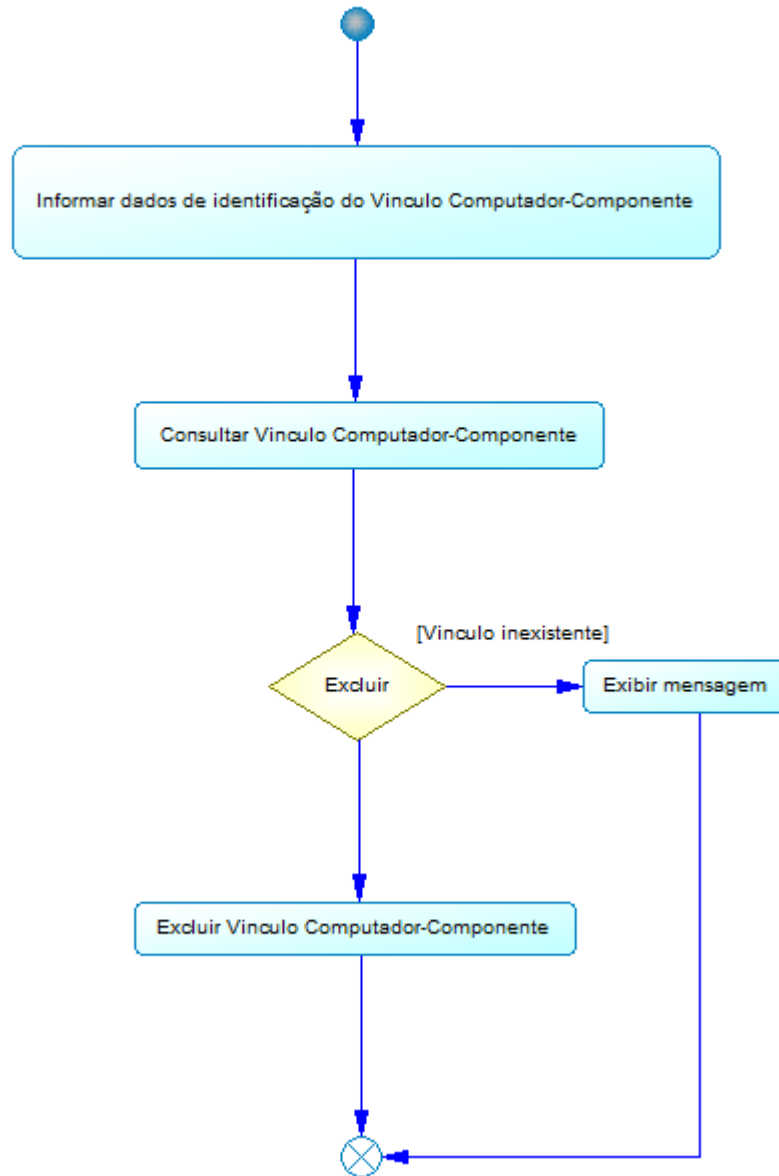 Informar dados de identificação do Vinculo Computador-Componente
Consultar Vinculo Computador-Componente
[Vinculo inexistente]
Excluir
Exibir mensagem
Excluir Vinculo Computador-Componente